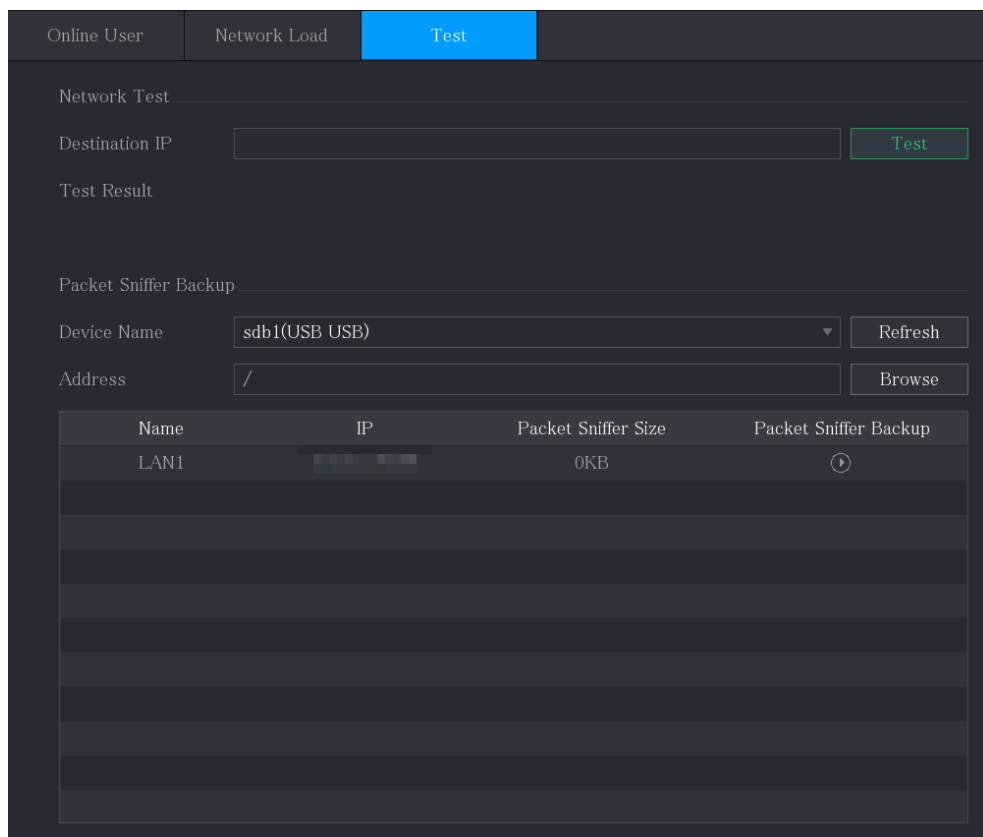 Online User Network Load Test
Network Test
Destination IP Test
Test Result
Packet Sniffer Backup
Device Name sdb1(USB USB) Refresh
Address / Browse
Name IP Packet Sniffer Size Packet Sniffer Backup
LAN1 0KB